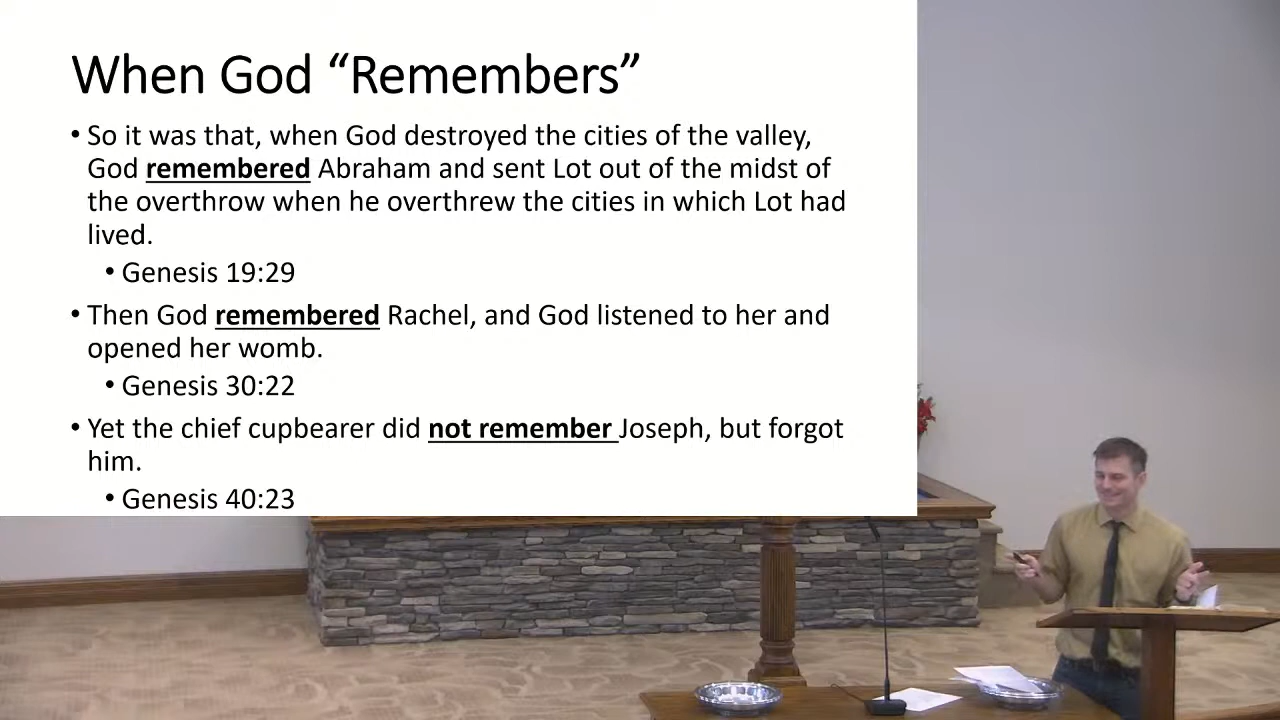 When God “Remembers”
• So it was that, when God destroyed the cities of the valley,
God remembered Abraham and sent Lot out of the midst of
the overthrow when he overthrew the cities in which Lot had
lived.
• Genesis 19:29
• Then God remembered Rachel, and God listened to her and
opened her womb.
• Genesis 30:22
• Yet the chief cupbearer did not remember Joseph, but forgot
him.
• Genesis 40:23